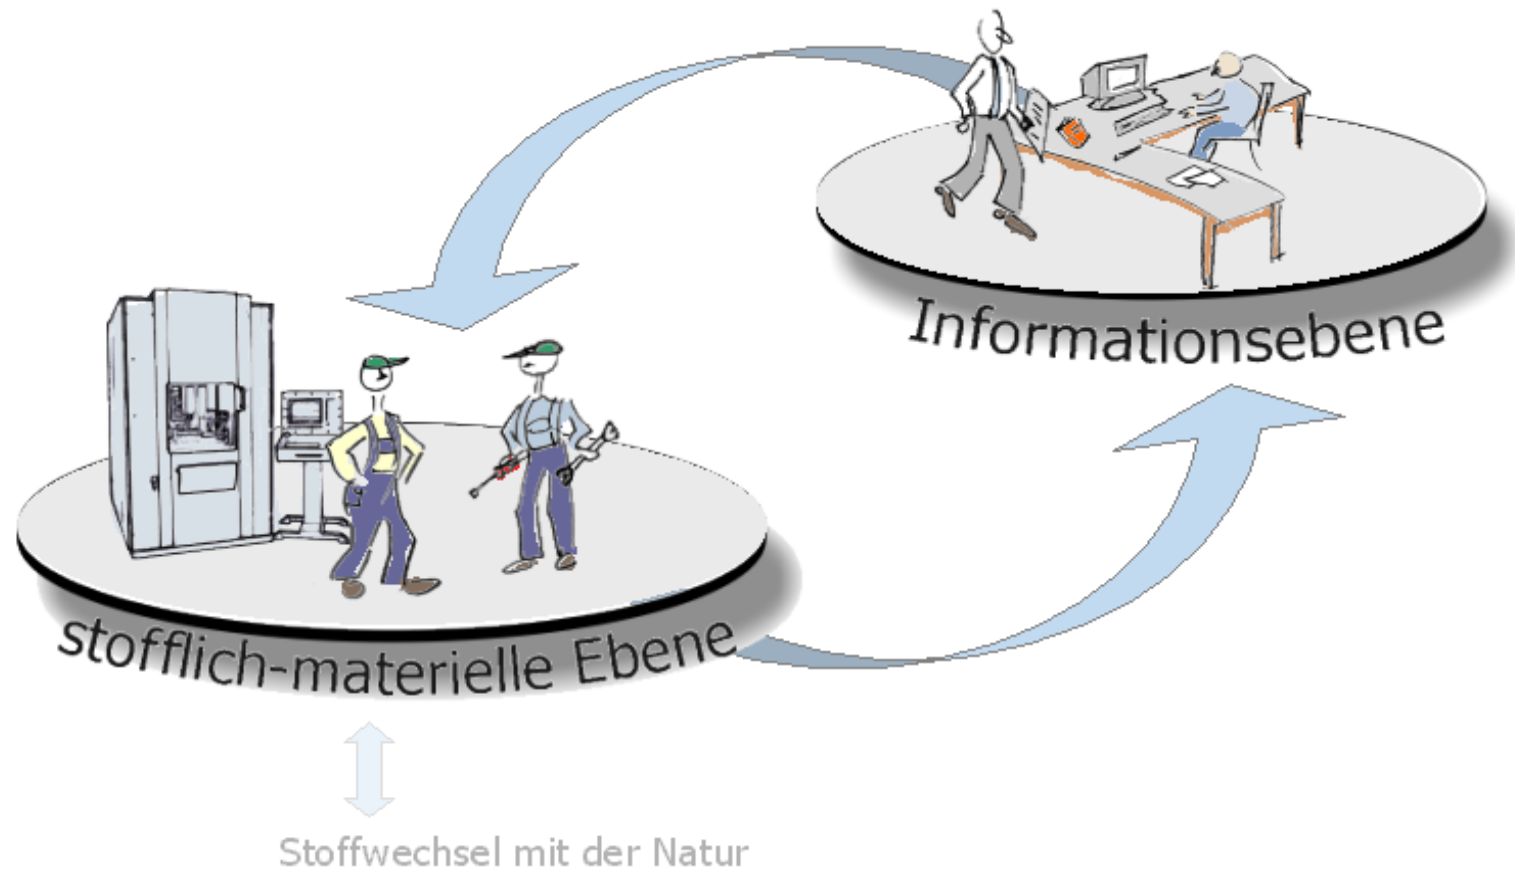 Informationsebene
stofflich-materielle Ebene
Stoffwechsel mit der Natur